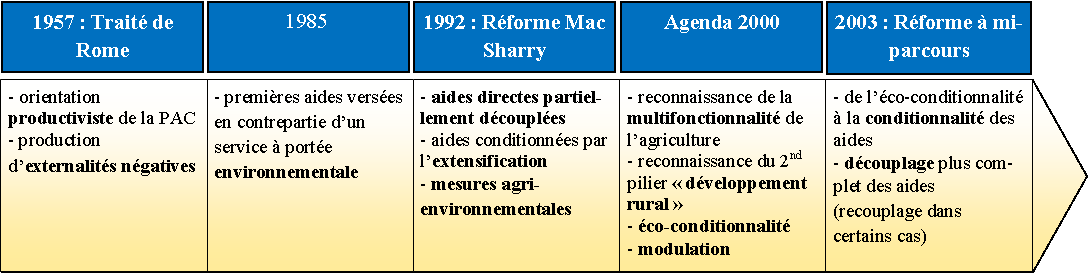 1957 : Traité de
Rome
- orientation
productiviste de la PAC
- production
d’externalités négatives
1985
- premières aides versées
en contrepartie d’un
service à portée
environnementale
1992 : Réforme Mac
Sharry
- aides directes partiel-
lement découplées
- aides conditionnées par
l’extensification
- mesures agri-
environnementales
Agenda 2000
- reconnaissance de la
multifonctionnalité de
l’agriculture
- reconnaissance du 2nd
pilier « développement
rural »
- éco-conditionnalité
- modulation
2003 : Réforme à mi-
parcours
- de l’éco-conditionnalité
à la conditionnalité des
aides
- découplage plus com-
plet des aides
(recouplage dans
certains cas)